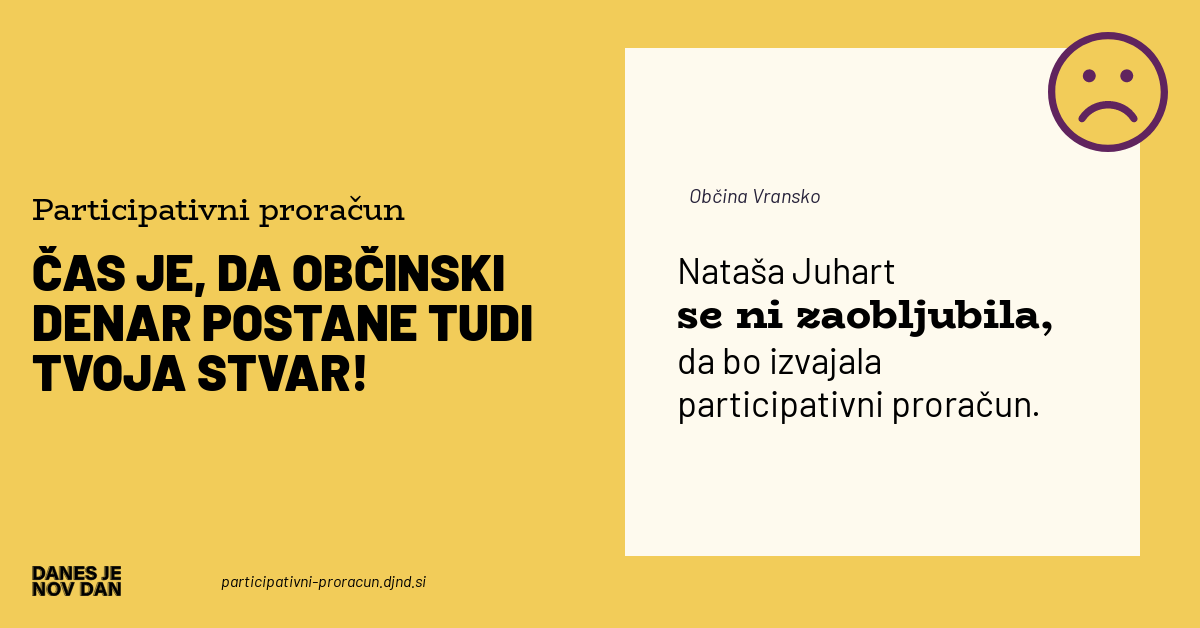 Participativni proračun
ČAS JE, DA OBČINSKI
DENAR POSTANE TUDI
TVOJA STVAR!
DANES JE
NOV DAN
participativni-proracun.djnd.si
Občina Vransko
Nataša Juhart
se ni zaobljubila,
da bo izvajala
participativni proračun.